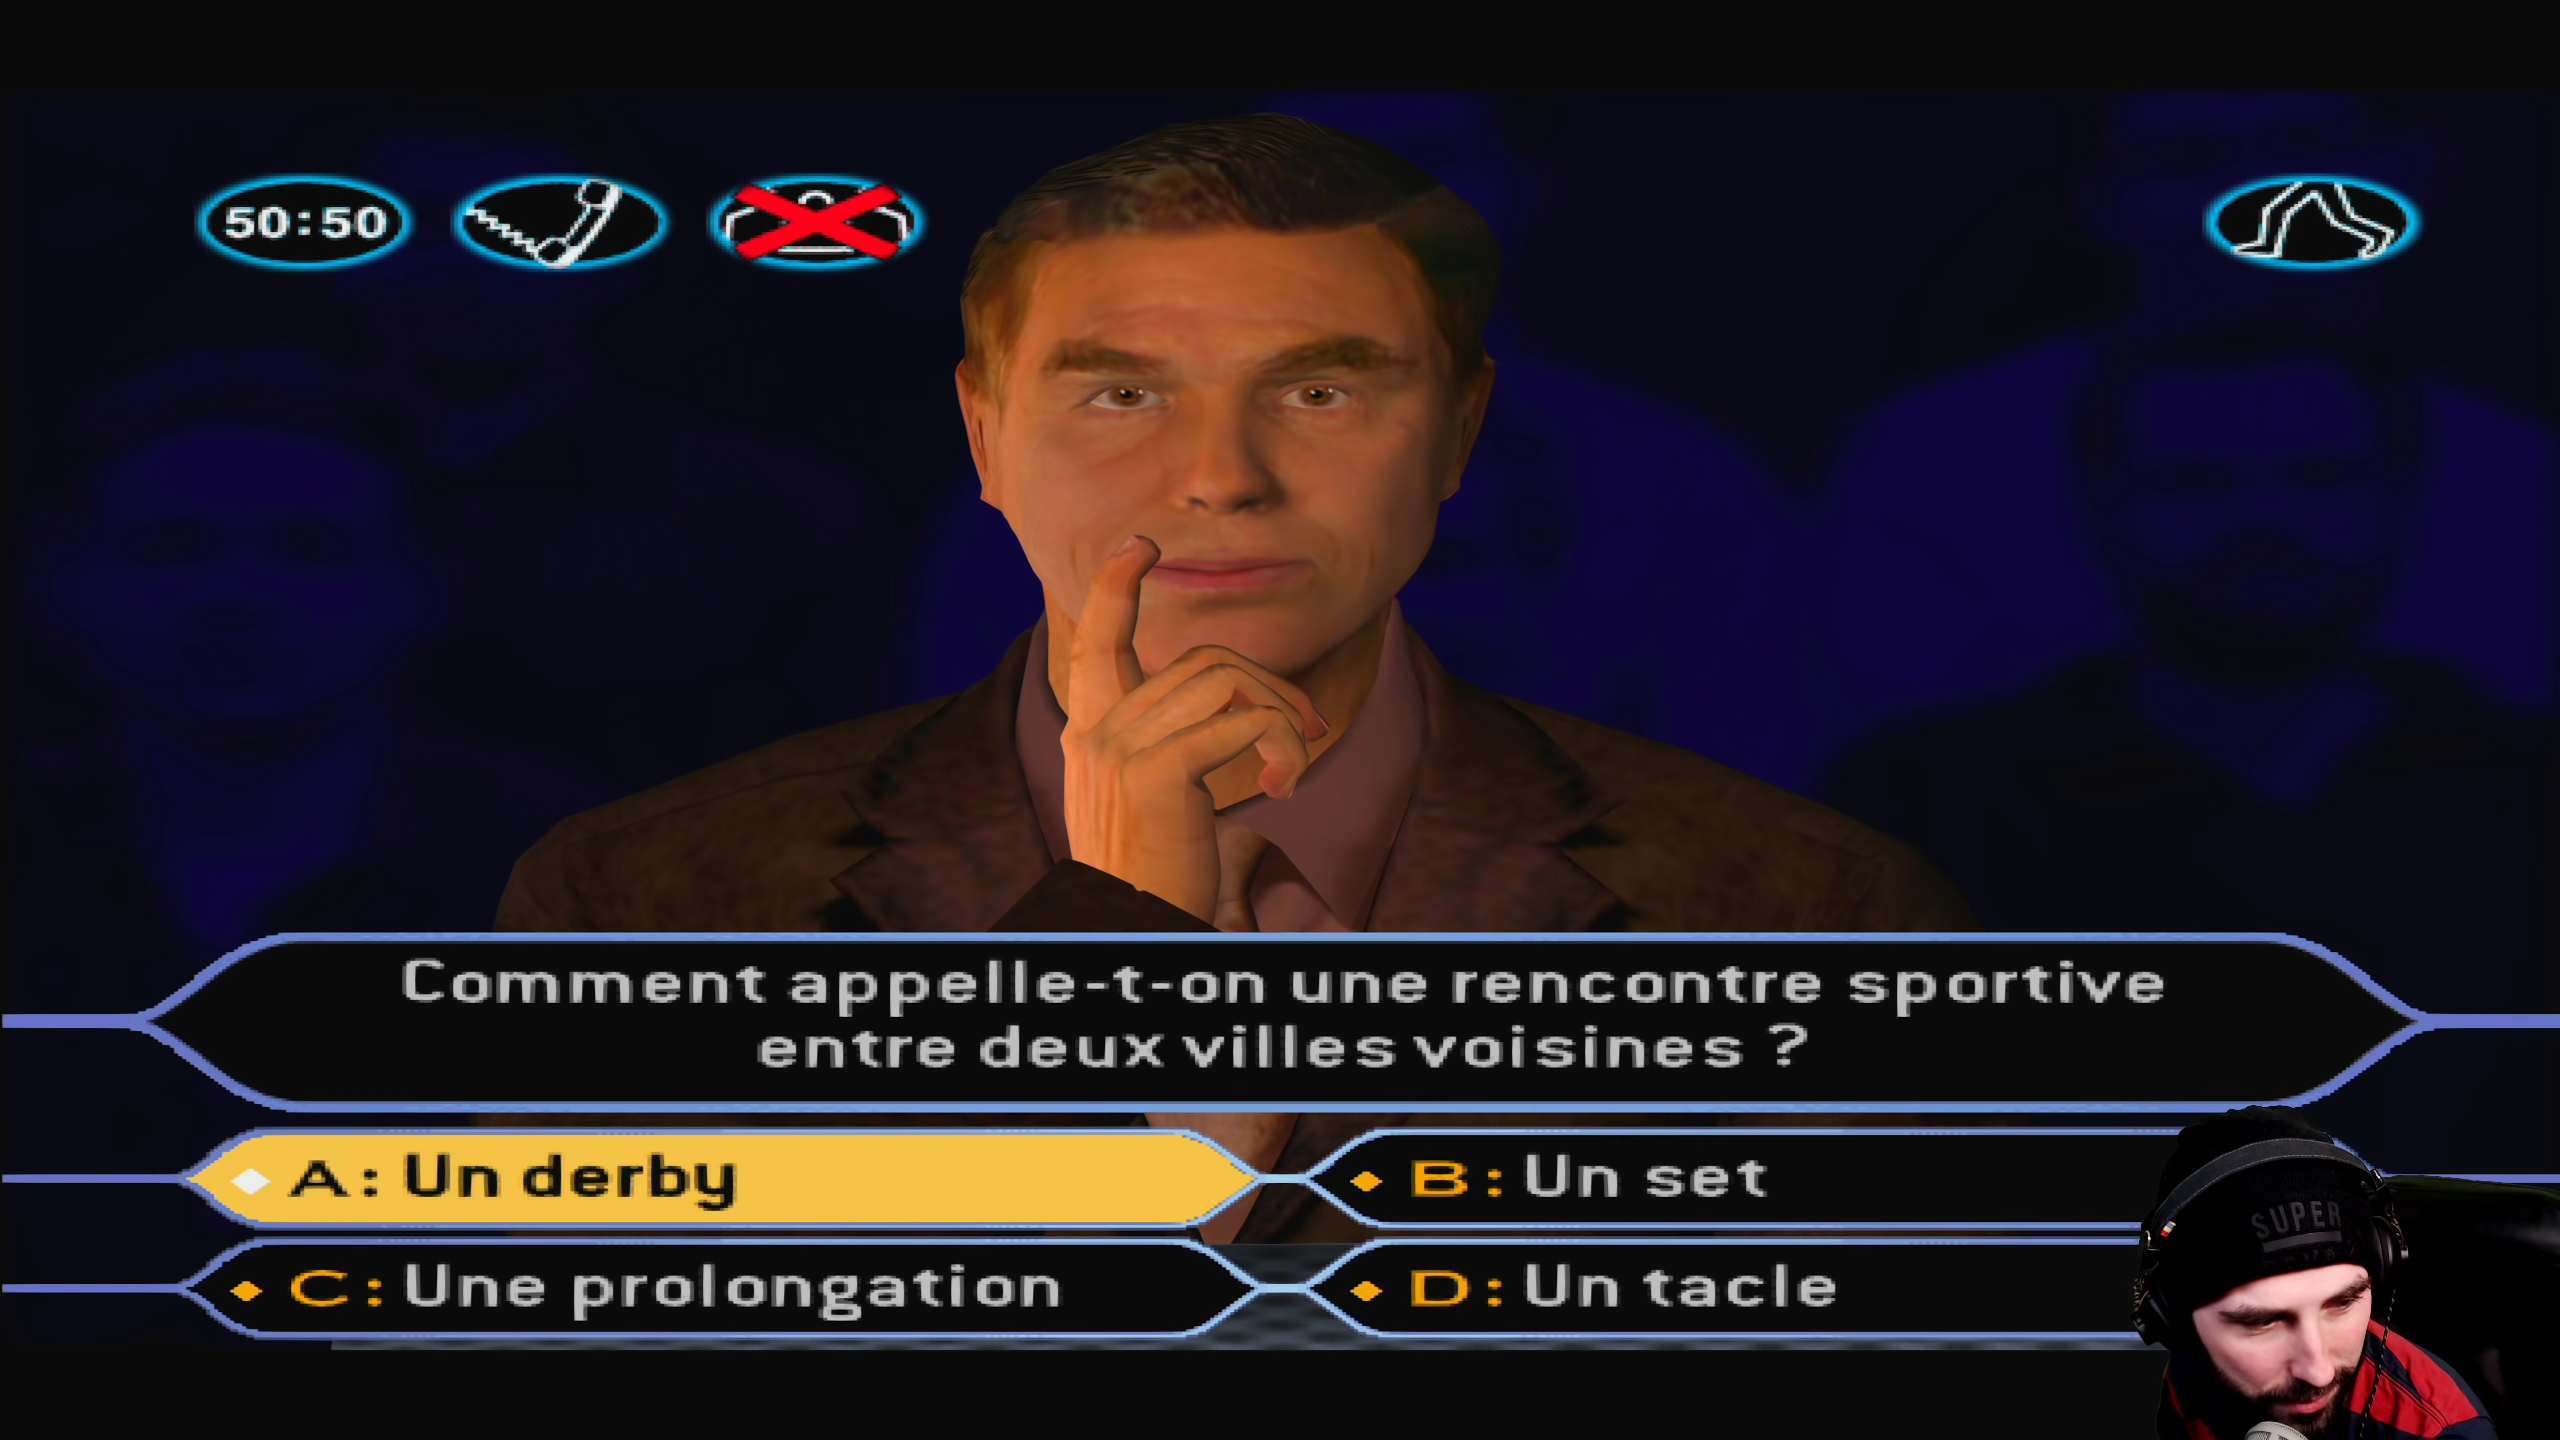 50:50
Comment appelle-t-on une rencontre sportive
entre deux villes voisines ?
A: Un derby
B: Un set
C: Une prolongation
D: Un tacle
SUPER